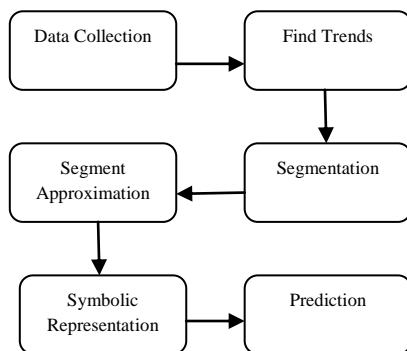 Data Collection
Find Trends
Segmentation
Segment
Approximation
Symbolic
Representation
Prediction